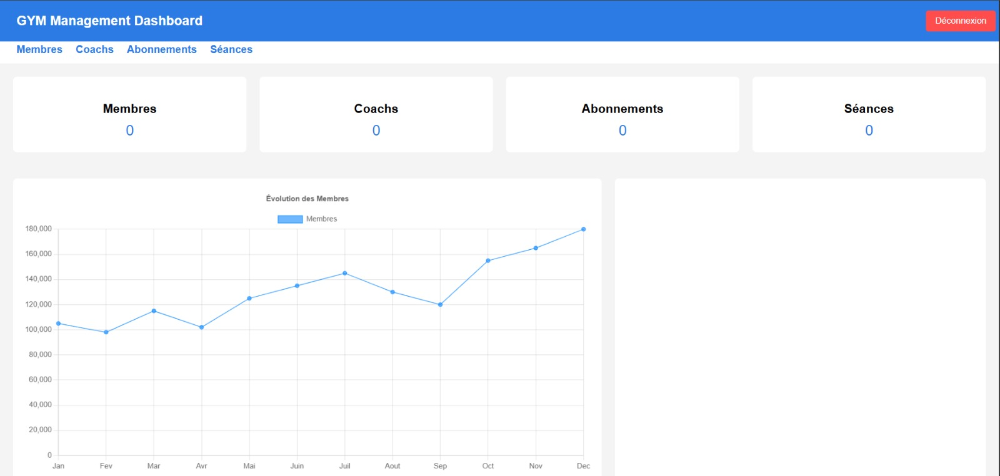 GYM Management Dashboard
Déconnexion
Membres Coachs Abonnements Séances
Membres
0
Coachs
0
Abonnements
0
Séances
0
Évolution des Membres
Membres
180,000
160,000
140,000
120,000
100,000
80,000
60,000
40,000
20,000
0
Jan Fev Mar Avr Mai Juin Juil Aout Sep Oct Nov Dec